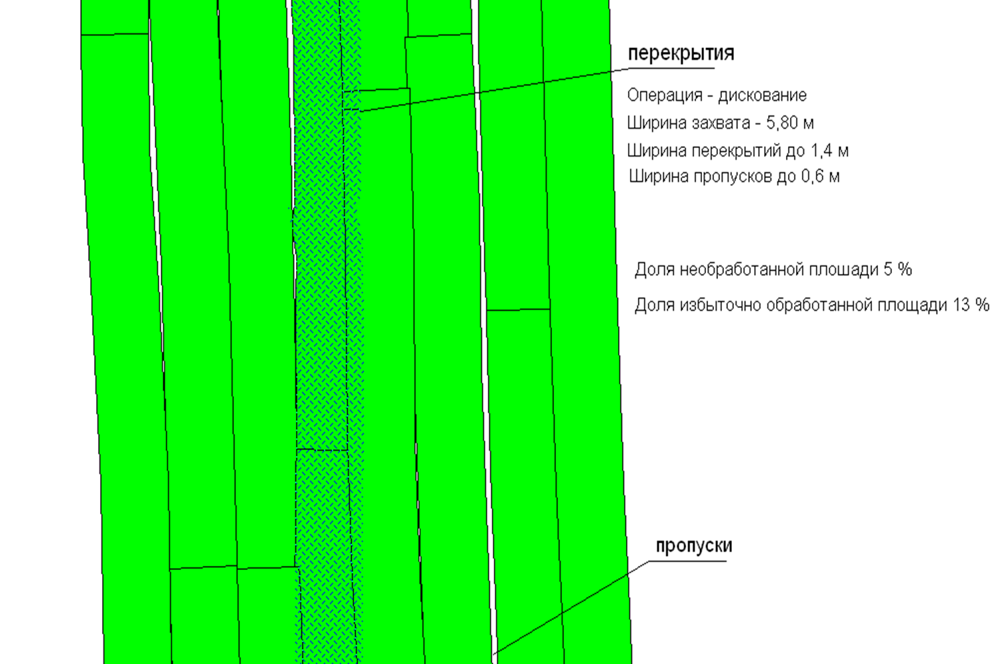 перекрытия
Операция - дискование
Ширина захвата - 5,80 м
Ширина перекрытий до 1,4 м
Ширина пропусков до 0,6 м
Доля необработанной плошади 5 %
Доля избыточно обработанной площади 13 %
пропуски